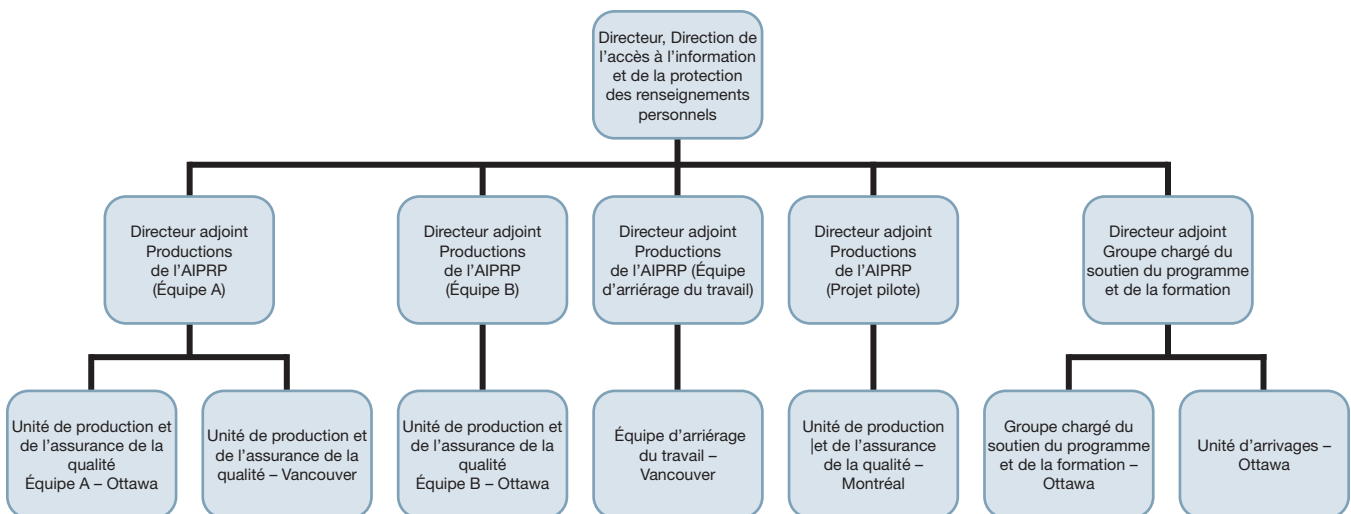 Directeur, Direction de
l'accès à l'information
et de la protection
des renseignements
personnels
Directeur adjoint
Productions
de l'AIPRP
(Équipe A)
Directeur adjoint
Productions
de l'AIPRP
(Équipe B)
Directeur adjoint
Productions
de l'AIPRP (Équipe
d'arriérage du travail)
Directeur adjoint
Productions
de l'AIPRP
(Projet pilote)
Directeur adjoint
Groupe chargé du
soutien du programme
et de la formation
Unité de production et
de l'assurance de la
qualité
Équipe A – Ottawa
Unité de production et
de l'assurance de la
qualité – Vancouver
Unité de production et
de l'assurance de la
qualité
Équipe B – Ottawa
Équipe d'arriérage
du travail –
Vancouver
Unité de production
|et de l'assurance
de la qualité –
Montréal
Groupe chargé du
soutien du programme
et de la formation –
Ottawa
Unité d'arrivages –
Ottawa